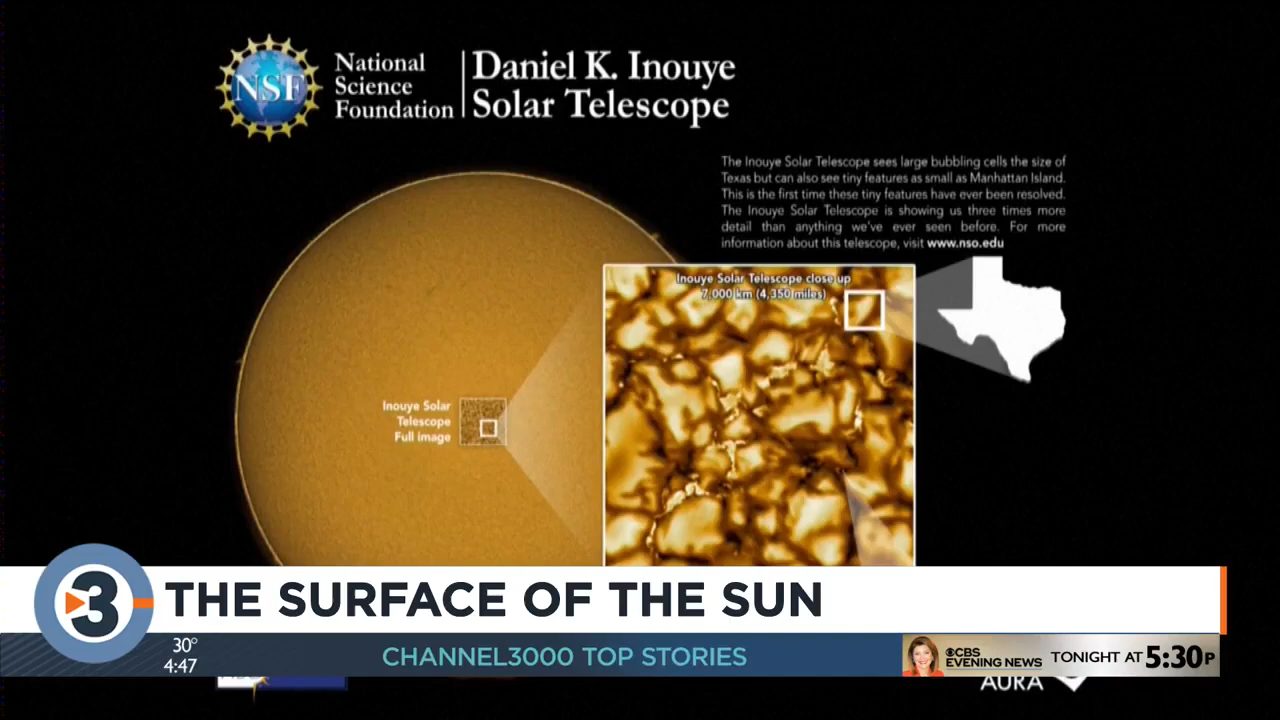 NSF
National
Science
Foundation
Daniel K. Inouye
Solar Telescope
The Inouye Solar Telescope sees large bubbling cells the size of
Texas but can also see tiny features as small as Manhattan Island.
This is the first time these tiny features have ever been resolved.
The Inouye Solar Telescope is showing us three times more
detail than anything we've ever seen before. For more
information about this telescope, visit www.nso.edu
Inouye Solar Telescope close up
7,000 km (4,350 miles)
Inouye Solar
Telescope
Full image
3
THE SURFACE OF THE SUN
30°
4:47
CHANNEL3000 TOP STORIES
CBS
EVENING NEWS
TONIGHT AT 5:30P
AURA